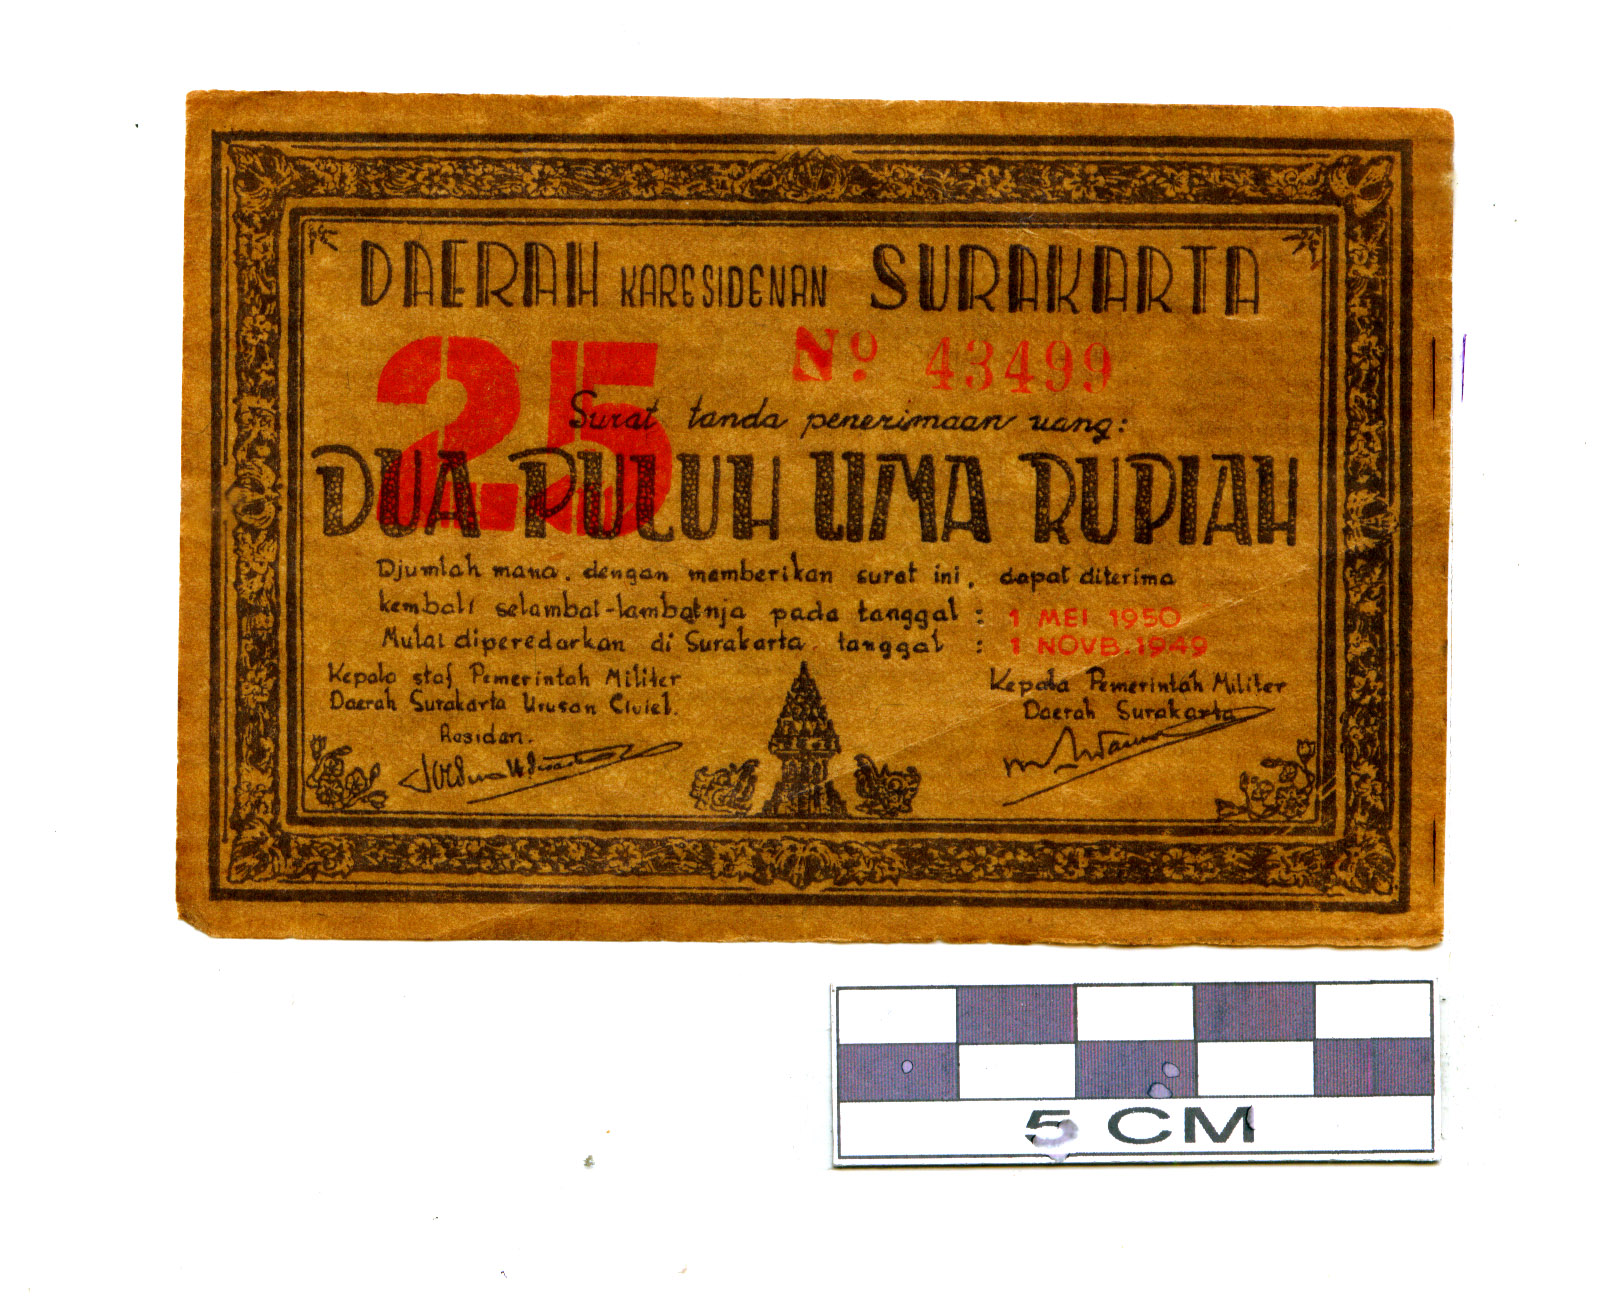 DAERAH KARESIDENAN SURAKARTA
25
No. 43499
Surat tanda penerimaan uang:
DUA PULUH LIMA RUPIAH
Djumlah mana, dengan memberikan surat ini, dapat diterima
kembali selambat-lambatnja pada tanggal : 1 MEI 1950
Mulai diperedarkan di Surakarta tanggal : 1 NOVB. 1949
Kepala staf Pemerintah Militer
Daerah Surakarta Urusan Civiel.
Residen.
Kepala Pemerintah Militer
Daerah Surakarta
5 CM